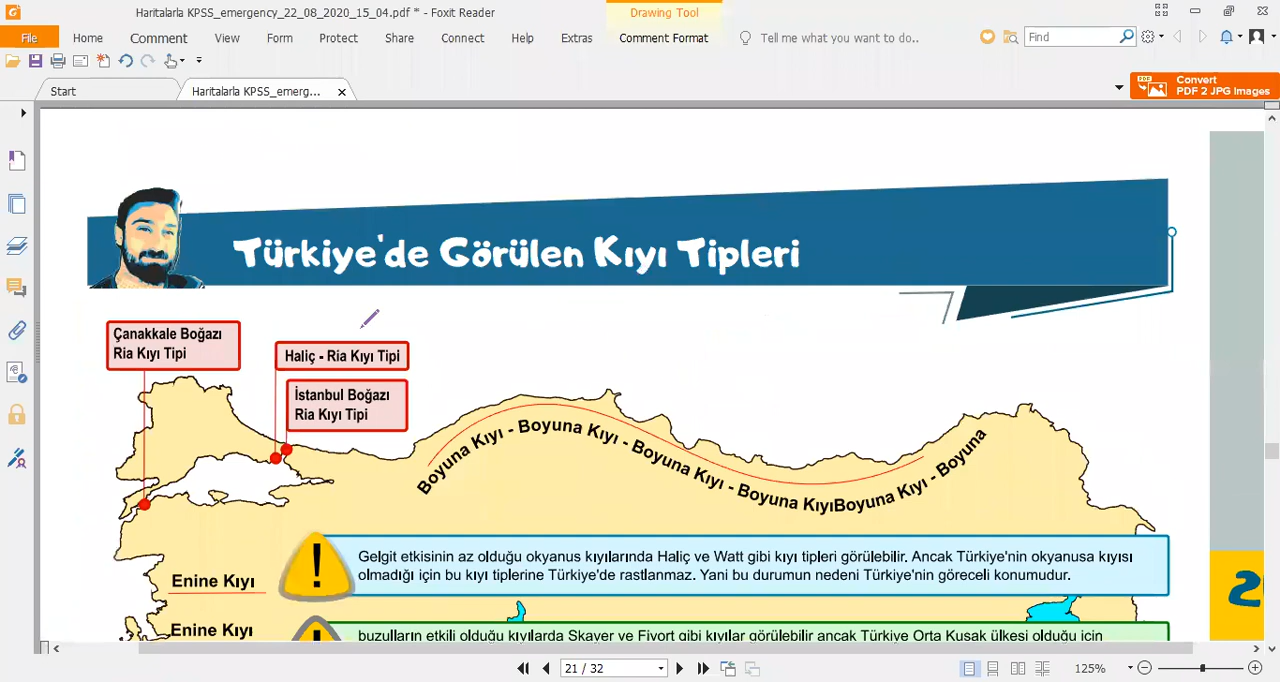 Haritalarla KPSS_emergency_22_08_2020_15_04.pdf * - Foxit Reader
Drawing Tool
File
Home
Comment
View
Form
Protect
Share
Connect
Help
Extras
Comment Format
Tell me what you want to do..
Find
Start
Haritalarla KPSS_emerg...
Convert
PDF 2 JPG Images
Türkiye'de Görülen Kıyı Tipleri
Çanakkale Boğazı
Ria Kıyı Tipi
Haliç - Ria Kıyı Tipi
İstanbul Boğazı
Ria Kıyı Tipi
Boyuna Kıyı - Boyuna Kıyı - Boyuna Kıyı - Boyuna KıyıBoyuna Kıyı - Boyuna
Gelgit etkisinin az olduğu okyanus kıyılarında Haliç ve Watt gibi kıyı tipleri görülebilir. Ancak Türkiye'nin okyanusa kıyısı
olmadığı için bu kıyı tiplerine Türkiye'de rastlanmaz. Yani bu durumun nedeni Türkiye'nin göreceli konumudur.
Enine Kıyı
Enine Kıyı
buzulların etkili olduğu kıyılarda Skayer ve Fiyort gibi kıyılar görülebilir ancak Türkiye Orta Kuşak ülkesi olduğu için
2
21 / 32
125%